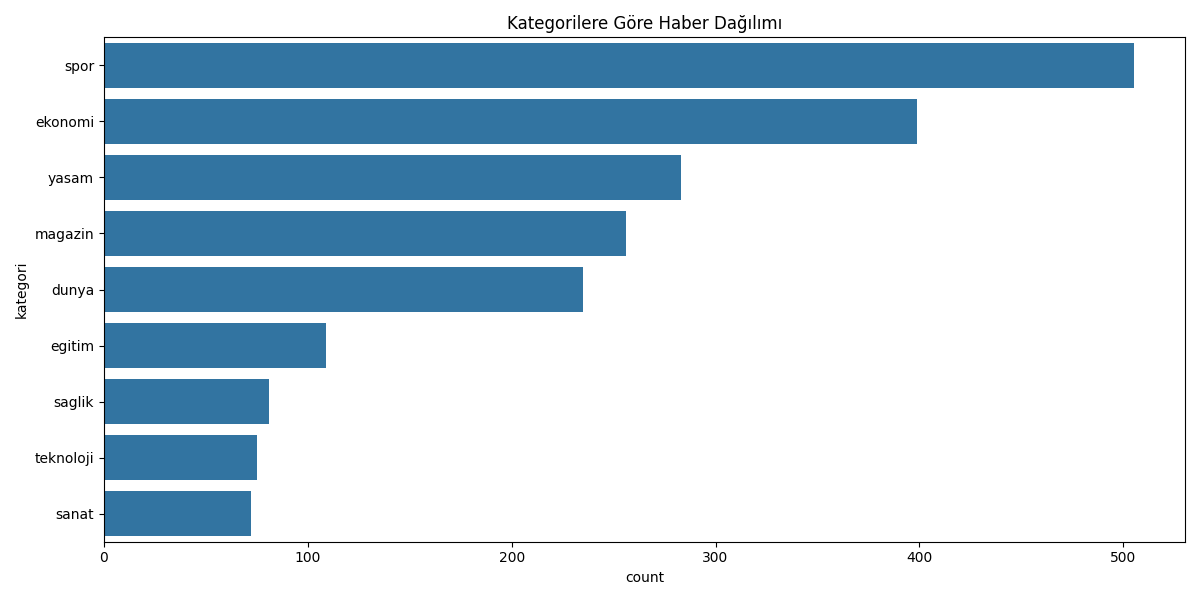 Kategorilere Göre Haber Dağılımı
spor
ekonomi
yasam
magazin
dunya
egitim
saglik
teknoloji
sanat
kategori
0 100 200 300 400 500
count